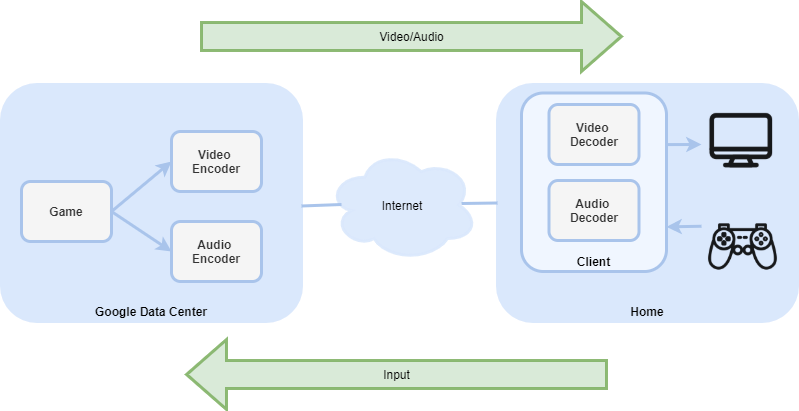 Video/Audio
Video
Encoder
Game
Audio
Encoder
Google Data Center
Internet
Video
Decoder
Audio
Decoder
Client
Home
Input